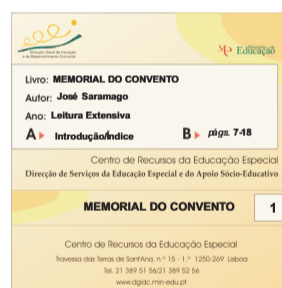 Direcção-Geral de Inovação
e de Desenvolvimento Curricular
Ministério da
Educação
Livro: MEMORIAL DO CONVENTO
Autor: José Saramago
Ano: Leitura Extensiva
A Introdução/Índice B págs. 7-18
Centro de Recursos da Educação Especial
Direcção de Serviços da Educação Especial e do Apoio Sócio-Educativo
MEMORIAL DO CONVENTO 1
Centro de Recursos da Educação Especial
Travessa das Terras de Sant'Ana, n.º 15 - 1.º 1250-269 Lisboa
Tel. 21 389 51 56/21 389 52 56
www.dgidc.min-edu.pt